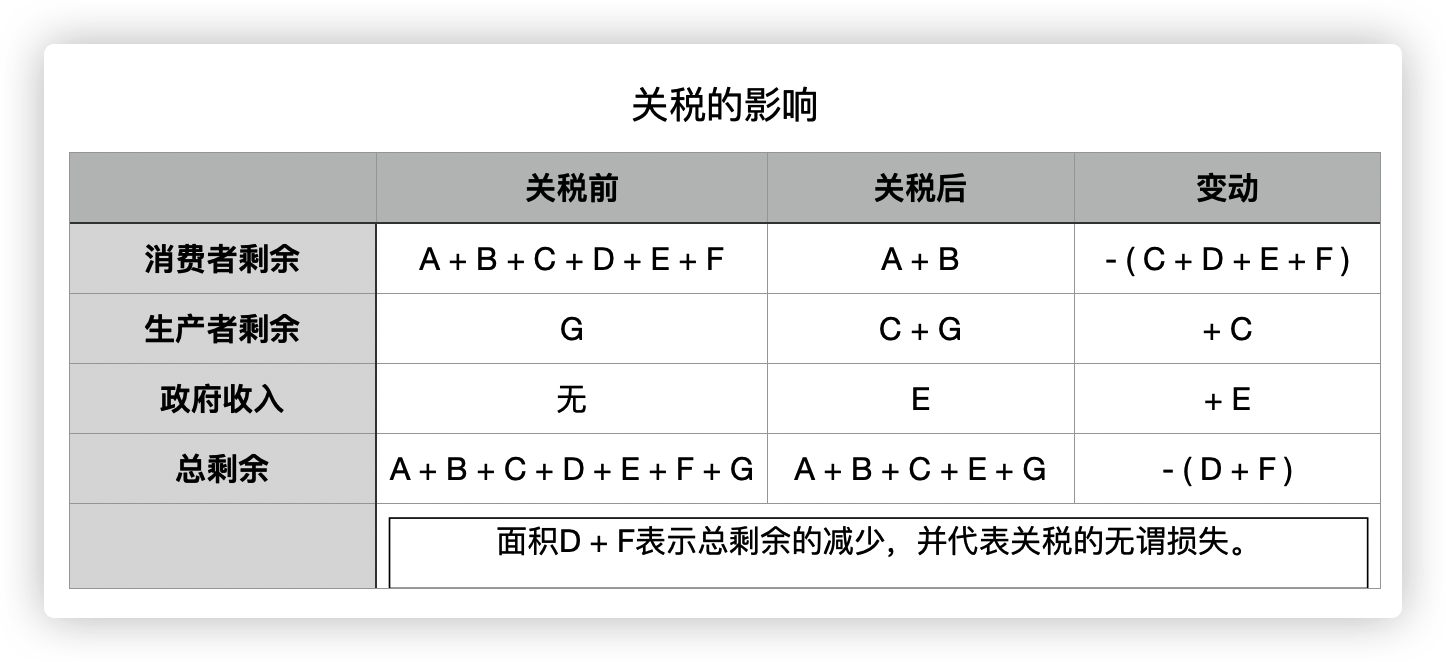 关税的影响
关税前 关税后 变动
消费者剩余 A + B + C + D + E + F A + B - ( C + D + E + F )
生产者剩余 G C + G + C
政府收入 无 E + E
总剩余 A + B + C + D + E + F + G A + B + C + E + G - ( D + F )
面积D + F表示总剩余的减少，并代表关税的无谓损失。